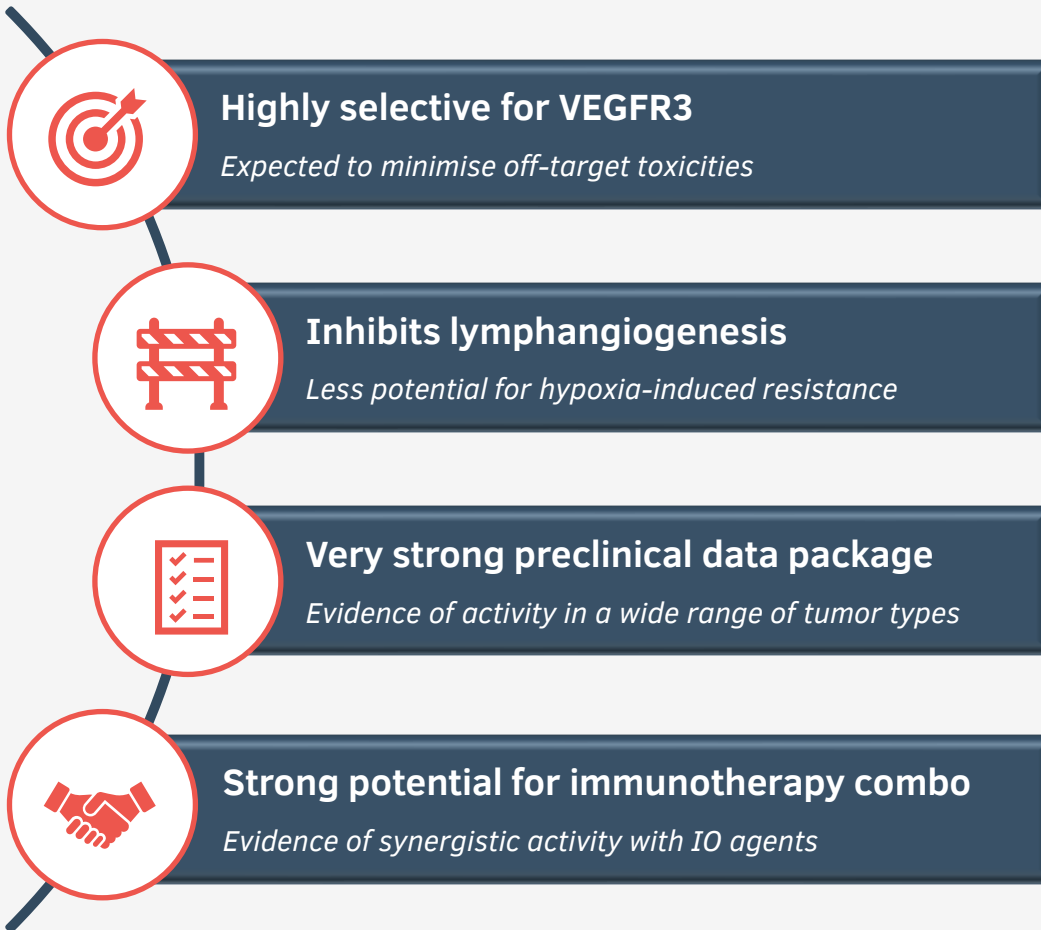 Highly selective for VEGFR3
Expected to minimise off-target toxicities
Inhibits lymphangiogenesis
Less potential for hypoxia-induced resistance
Very strong preclinical data package
Evidence of activity in a wide range of tumor types
Strong potential for immunotherapy combo
Evidence of synergistic activity with IO agents